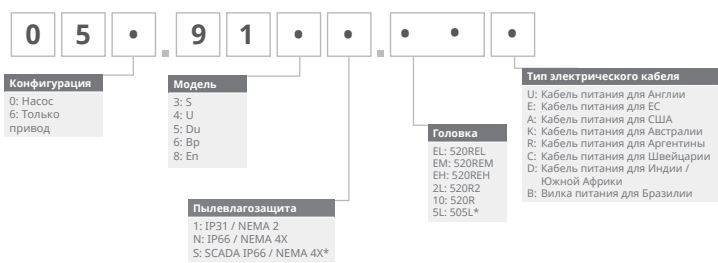 0 5 • . 9 1 • • . • • •
Конфигурация
0: Насос
6: Только
привод
Модель
3: S
4: U
5: Du
6: Bp
8: En
Пылевлагозащита
1: IP31 / NEMA 2
N: IP66 / NEMA 4X
S: SCADA IP66 / NEMA 4X*
Головка
EL: 520REL
EM: 520REM
EH: 520REH
2L: 520R2
10: 520R
5L: 505L*
Тип электрического кабеля
U: Кабель питания для Англии
E: Кабель питания для ЕС
A: Кабель питания для США
K: Кабель питания для Австралии
R: Кабель питания для Аргентины
C: Кабель питания для Швейцарии
D: Кабель питания для Индии /
Южной Африки
B: Вилка питания для Бразилии